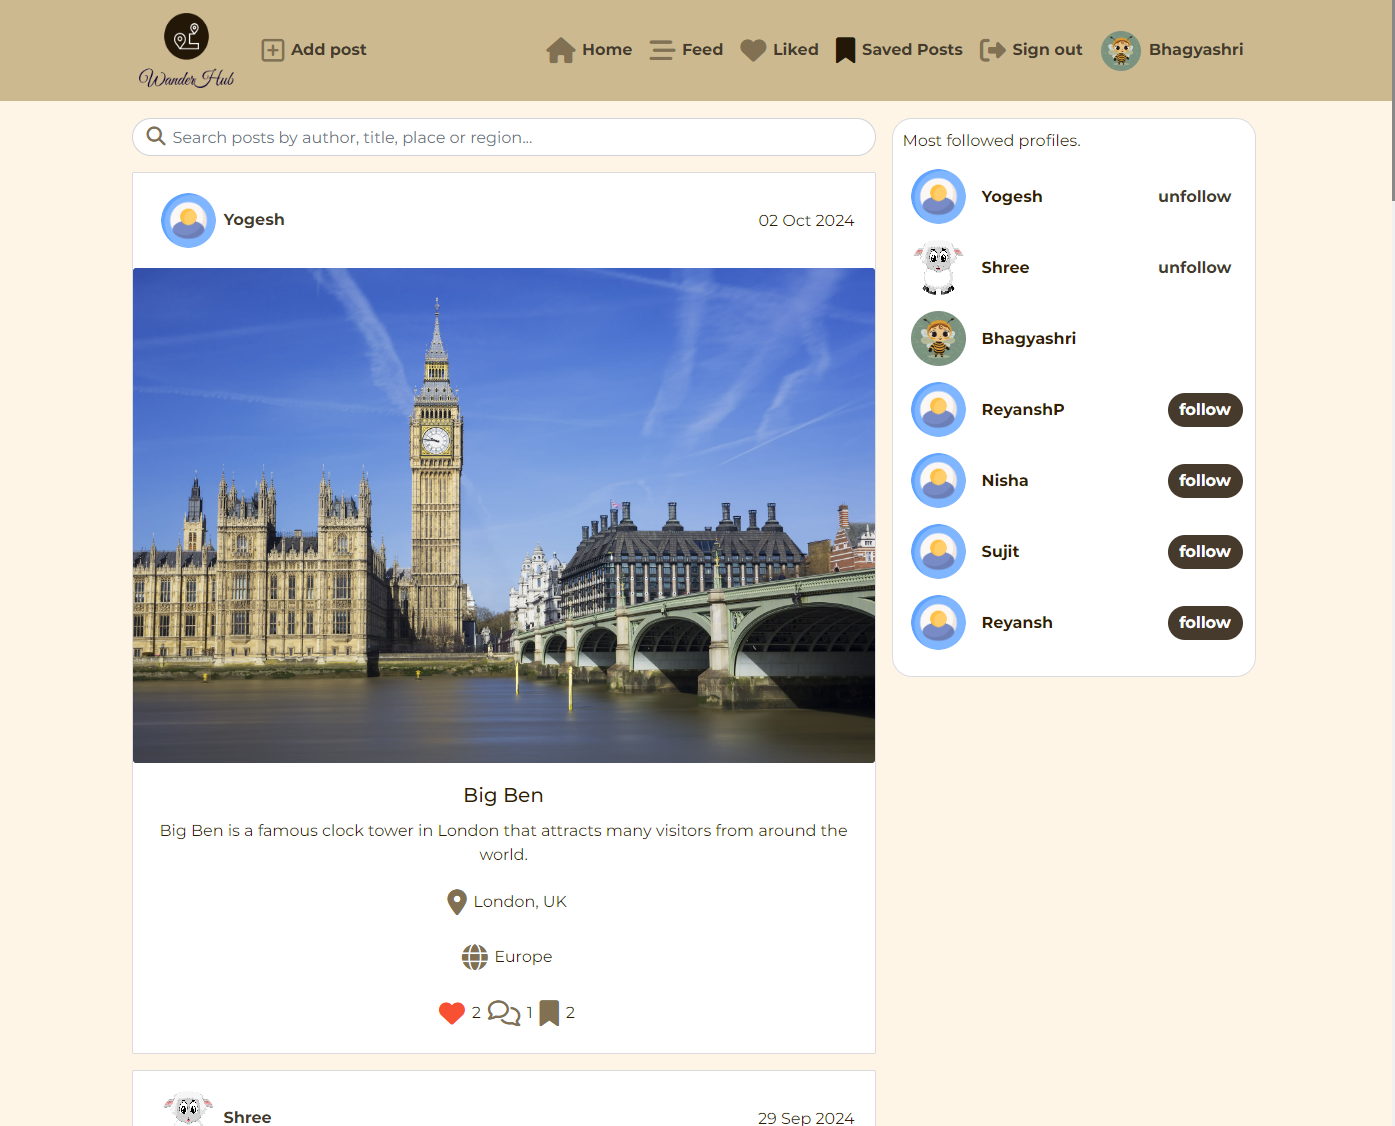 Wander Hub
Add post
Home
Feed
Liked
Saved Posts
Sign out
Bhagyashri
Search posts by author, title, place or region...
Yogesh
02 Oct 2024
Big Ben
Big Ben is a famous clock tower in London that attracts many visitors from around the
world.
London, UK
Europe
2
1
2
Shree
29 Sep 2024
Most followed profiles.
Yogesh
unfollow
Shree
unfollow
Bhagyashri
ReyanshP
follow
Nisha
follow
Sujit
follow
Reyansh
follow